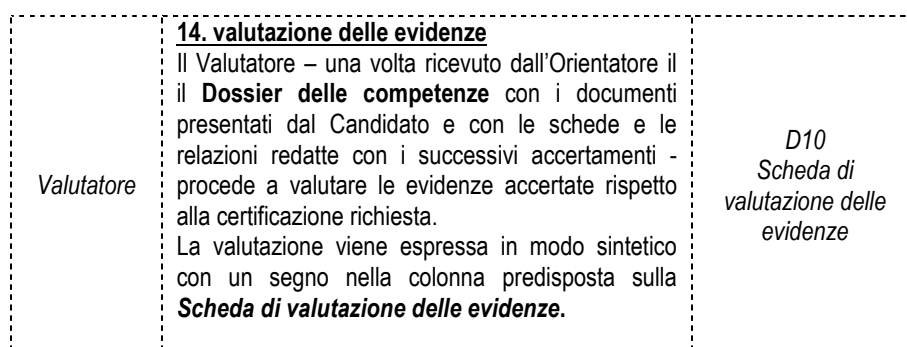 Valutatore
14. valutazione delle evidenze
Il Valutatore – una volta ricevuto dall’Orientatore il
il Dossier delle competenze con i documenti
presentati dal Candidato e con le schede e le
relazioni redatte con i successivi accertamenti -
procede a valutare le evidenze accertate rispetto
alla certificazione richiesta.
La valutazione viene espressa in modo sintetico
con un segno nella colonna predisposta sulla
Scheda di valutazione delle evidenze.
D10
Scheda di
valutazione delle
evidenze